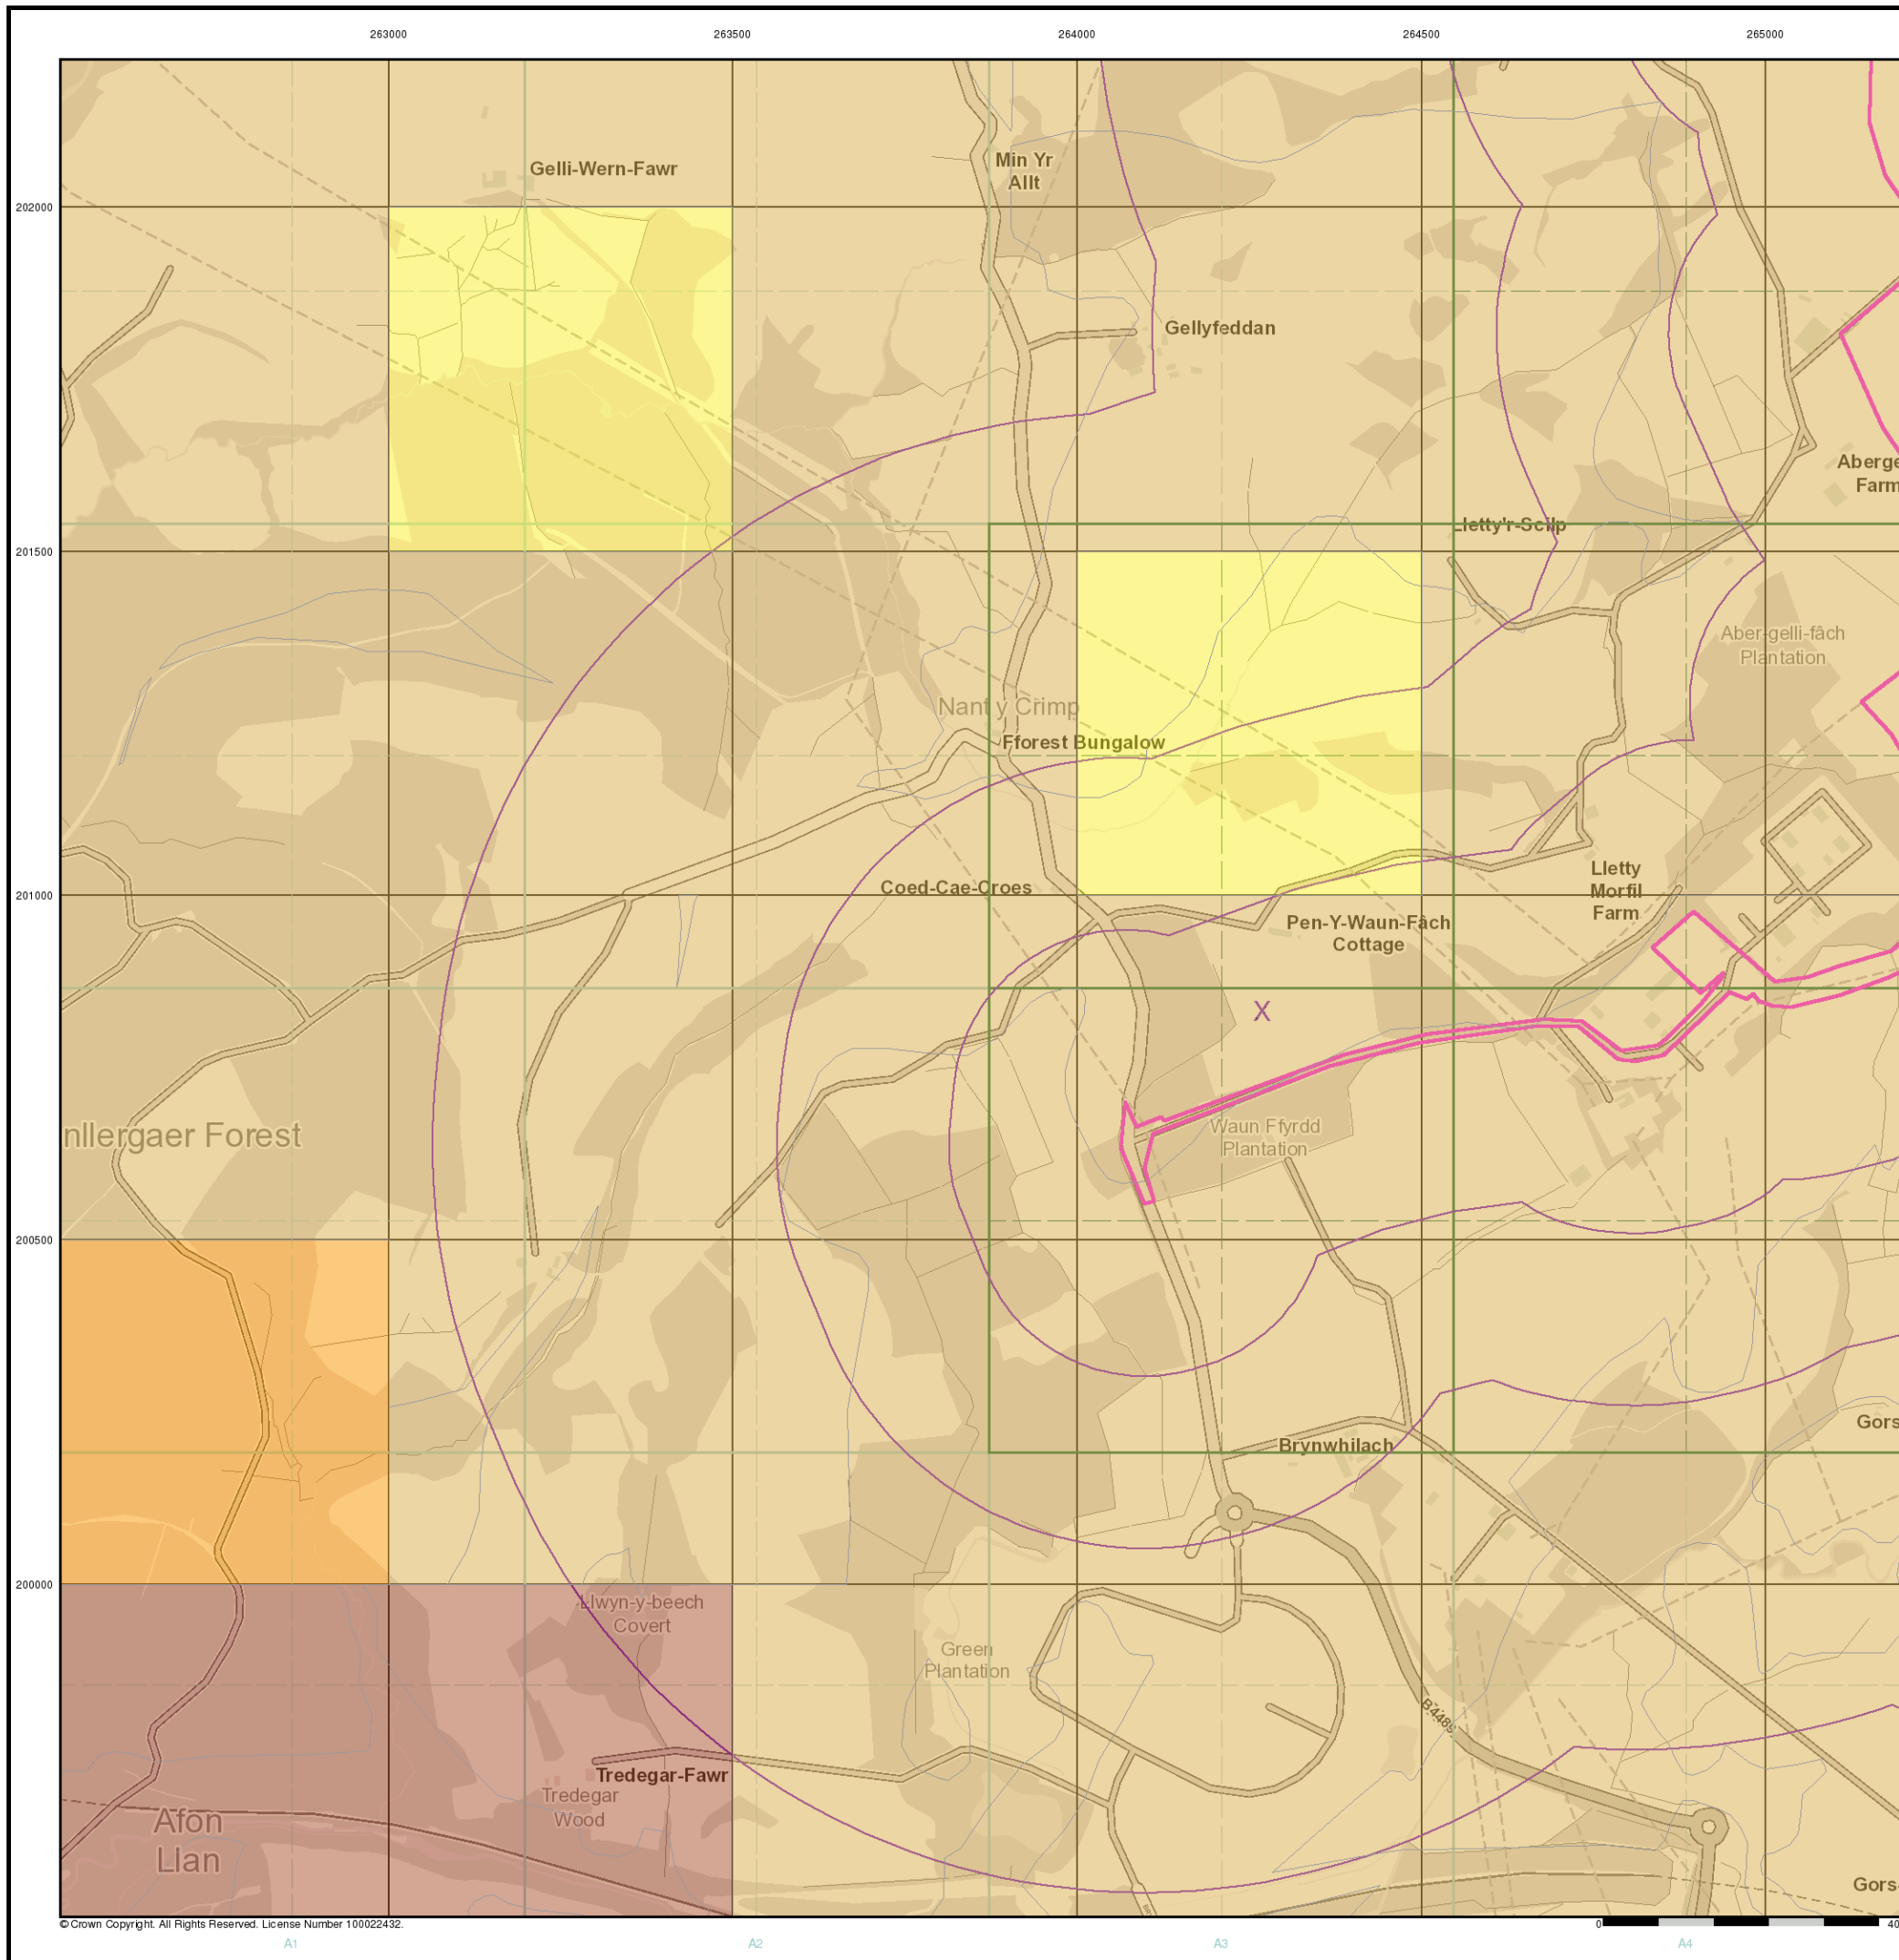 263000
263500
264000
264500
265000
Gelli-Wern-Fawr
Min Yr
Allt
202000
Gellyfeddan
Aberge
Farm
Lletty'r-Scilp
201500
Aber-gelli-fâch
Plantation
Nant y Crimp
Fforest Bungalow
Coed-Cae-Croes
201000
Lletty
Morfil
Farm
Pen-Y-Waun-Fâch
Cottage
X
nllergaer Forest
Waun Ffyrdd
Plantation
200500
Gors
Brynwhilach
200000
Llwyn-y-beech
Covert
Green
Plantation
B4489
Tredegar-Fawr
Tredegar
Wood
Afon
Llan
Gors-
© Crown Copyright. All Rights Reserved. License Number 100022432.
0
40
A1
A2
A3
A4